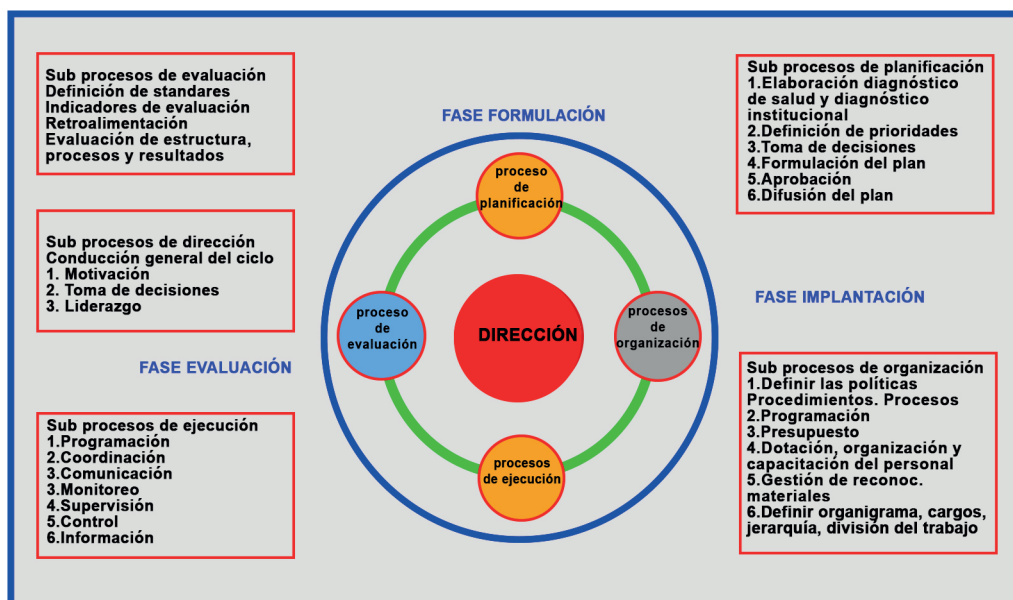 Sub procesos de evaluación
Definición de standares
Indicadores de evaluación
Retroalimentación
Evaluación de estructura,
procesos y resultados
Sub procesos de dirección
Conducción general del ciclo
1. Motivación
2. Toma de decisiones
3. Liderazgo
FASE EVALUACIÓN
Sub procesos de ejecución
1.Programación
2.Coordinación
3.Comunicación
3.Monitoreo
4.Supervisión
5.Control
6.Información
FASE FORMULACIÓN
proceso
de
planificación
proceso
de
evaluación
DIRECCIÓN
procesos
de
organización
procesos
de ejecución
Sub procesos de planificación
1.Elaboración diagnóstico
de salud y diagnóstico
institucional
2.Definición de prioridades
3.Toma de decisiones
4.Formulación del plan
5.Aprobación
6.Difusión del plan
FASE IMPLANTACIÓN
Sub procesos de organización
1.Definir las políticas
Procedimientos. Procesos
2.Programación
3.Presupuesto
4.Dotación, organización y
capacitación del personal
5.Gestión de reconoc.
materiales
6.Definir organigrama, cargos,
jerarquía, división del trabajo